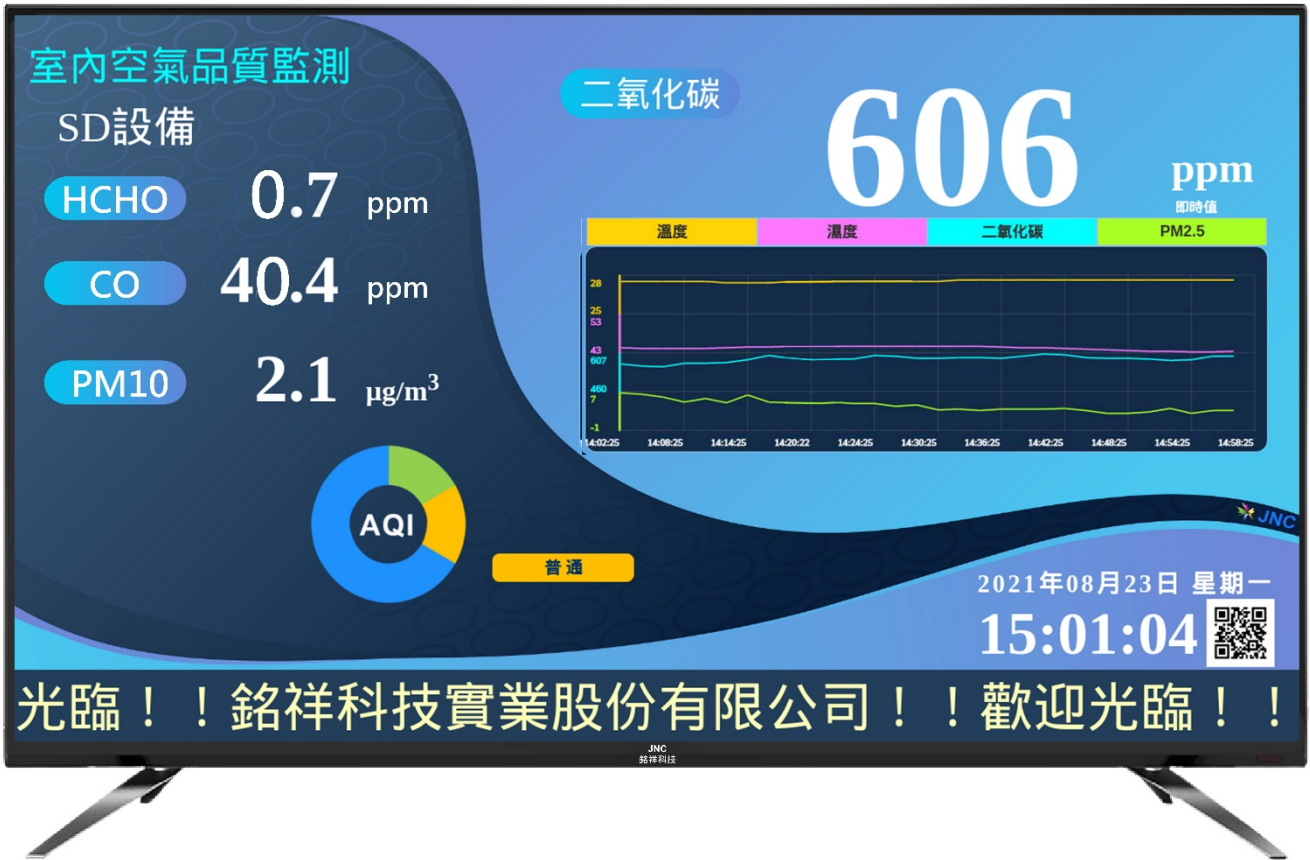 室內空氣品質監測
SD設備
HCHO 0.7 ppm
CO 40.4 ppm
PM10 2.1 μg/m³
AQI
普通
二氧化碳 606 ppm
即時值
溫度 濕度 二氧化碳 PM2.5
28
25
53
43
607
460
7
-1
14:02:25 14:08:25 14:14:25 14:20:22 14:24:25 14:30:25 14:36:25 14:42:25 14:48:25 14:54:25 14:58:25
JNC
2021年08月23日 星期一
15:01:04
光臨！！銘祥科技實業股份有限公司！！歡迎光臨！！
JNC
銘祥科技